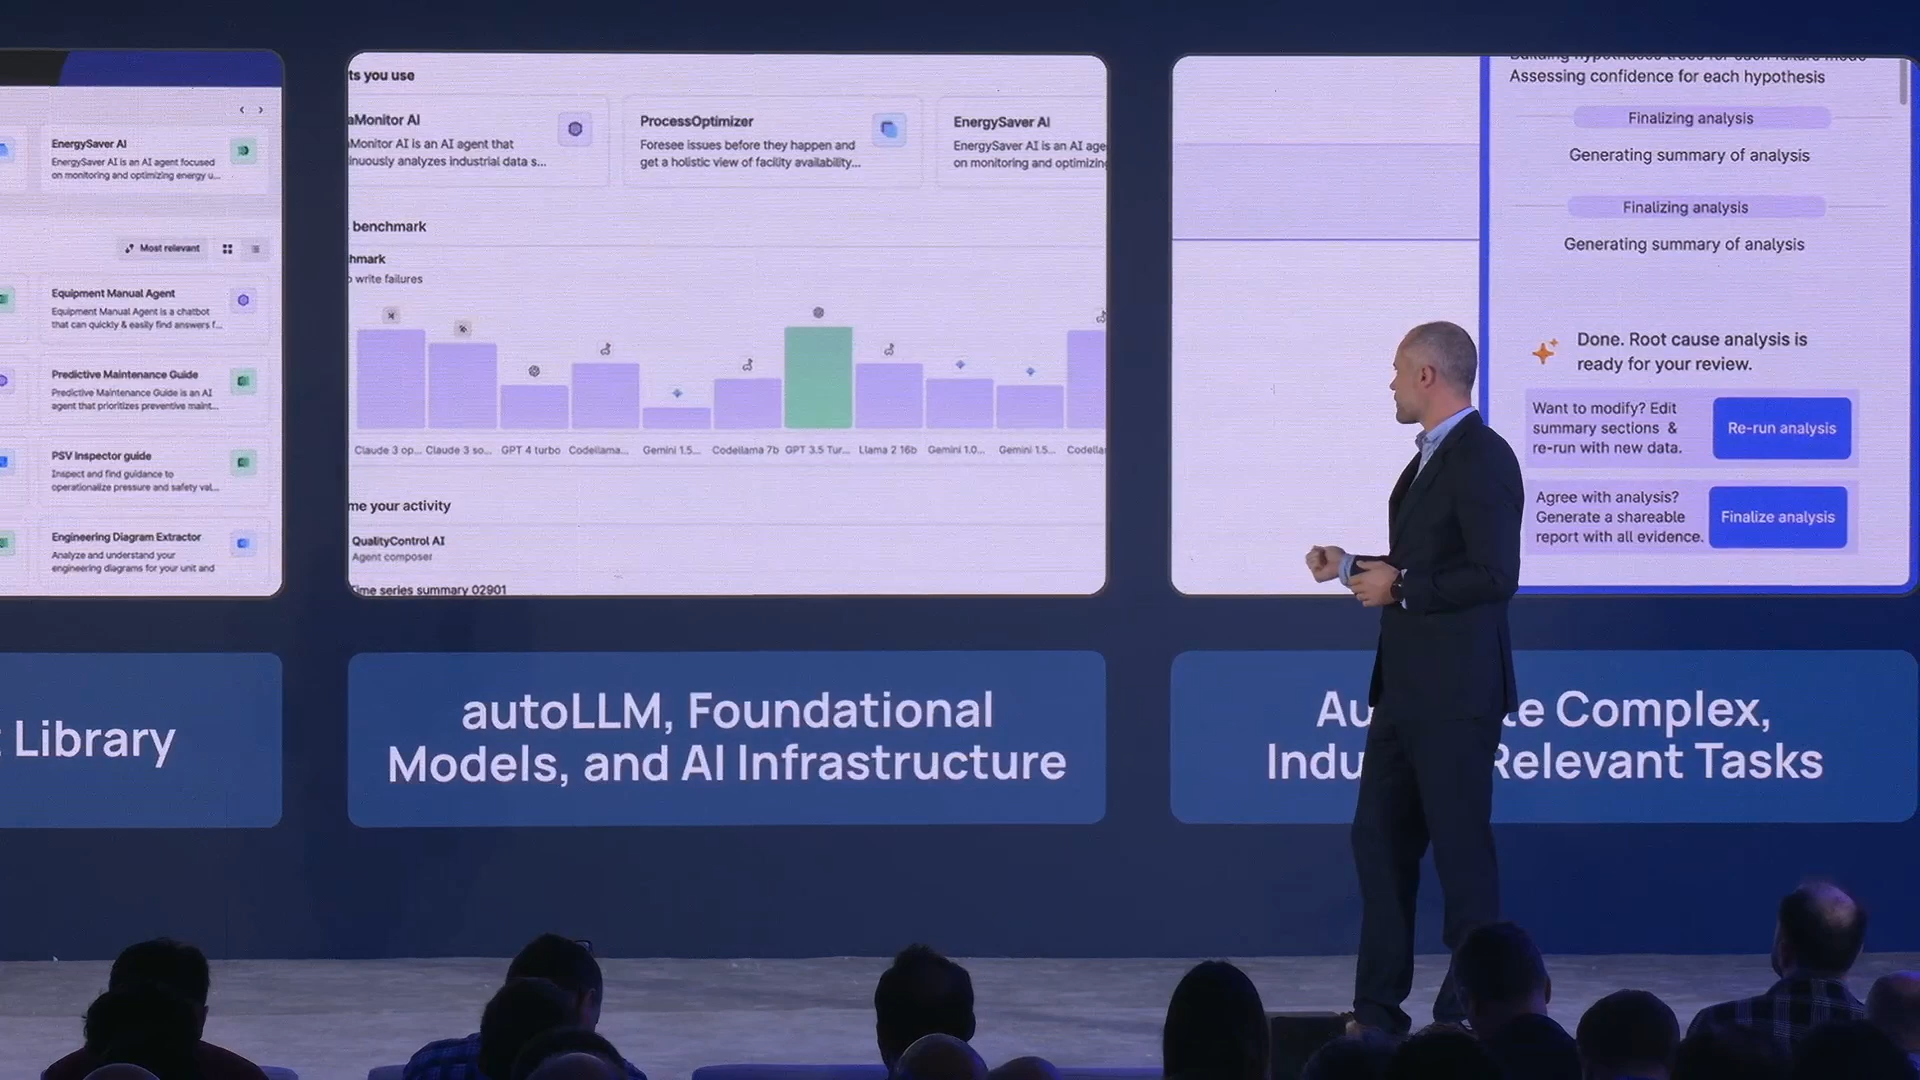 EnergySaver AI
EnergySaver AI is an AI agent focused
on monitoring and optimizing energy u...
Most relevant
Equipment Manual Agent
Equipment Manual Agent is a chatbot
that can quickly & easily find answers f...
Predictive Maintenance Guide
Predictive Maintenance Guide is an AI
agent that prioritizes preventive maint...
PSV Inspector guide
Inspect and find guidance to
operationalize pressure and safety val...
Engineering Diagram Extractor
Analyze and understand your
engineering diagrams for your unit and
Library
ts you use
aMonitor AI
Monitor AI is an AI agent that
inuously analyzes industrial data s...
ProcessOptimizer
Foresee issues before they happen and
get a holistic view of facility availability...
EnergySaver AI
EnergySaver AI is an AI age
on monitoring and optimizing
benchmark
hmark
write failures
Claude 3 op...
Claude 3 so...
GPT 4 turbo
Codellama...
Gemini 1.5...
Codellama 7b
GPT 3.5 Tur...
Llama 2 16b
Gemini 1.0...
Gemini 1.5...
Codella
me your activity
QualityControl AI
Agent composer
Time series summary 02901
autoLLM, Foundational
Models, and AI Infrastructure
Building hypotheses trees for each failure mode
Assessing confidence for each hypothesis
Finalizing analysis
Generating summary of analysis
Finalizing analysis
Generating summary of analysis
Done. Root cause analysis is
ready for your review.
Want to modify? Edit
summary sections &
re-run with new data.
Re-run analysis
Agree with analysis?
Generate a shareable
report with all evidence.
Finalize analysis
Au te Complex,
Indu Relevant Tasks